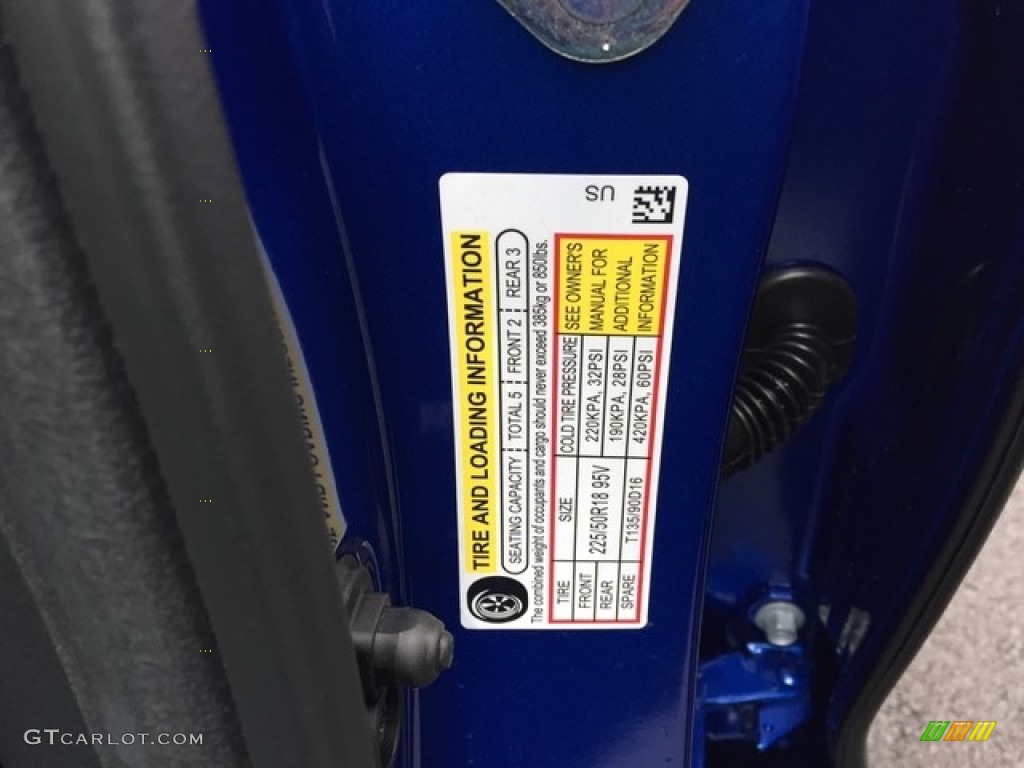 US
TIRE AND LOADING INFORMATION
SEATING CAPACITY TOTAL 5 FRONT 2 REAR 3
The combined weight of occupants and cargo should never exceed 385kg or 850lbs.
TIRE SIZE COLD TIRE PRESSURE SEE OWNER'S
FRONT 225/50R18 95V 220KPA, 32PSI MANUAL FOR
REAR 190KPA, 28PSI ADDITIONAL
SPARE T135/90D16 420KPA, 60PSI INFORMATION
GTCARLOT.COM